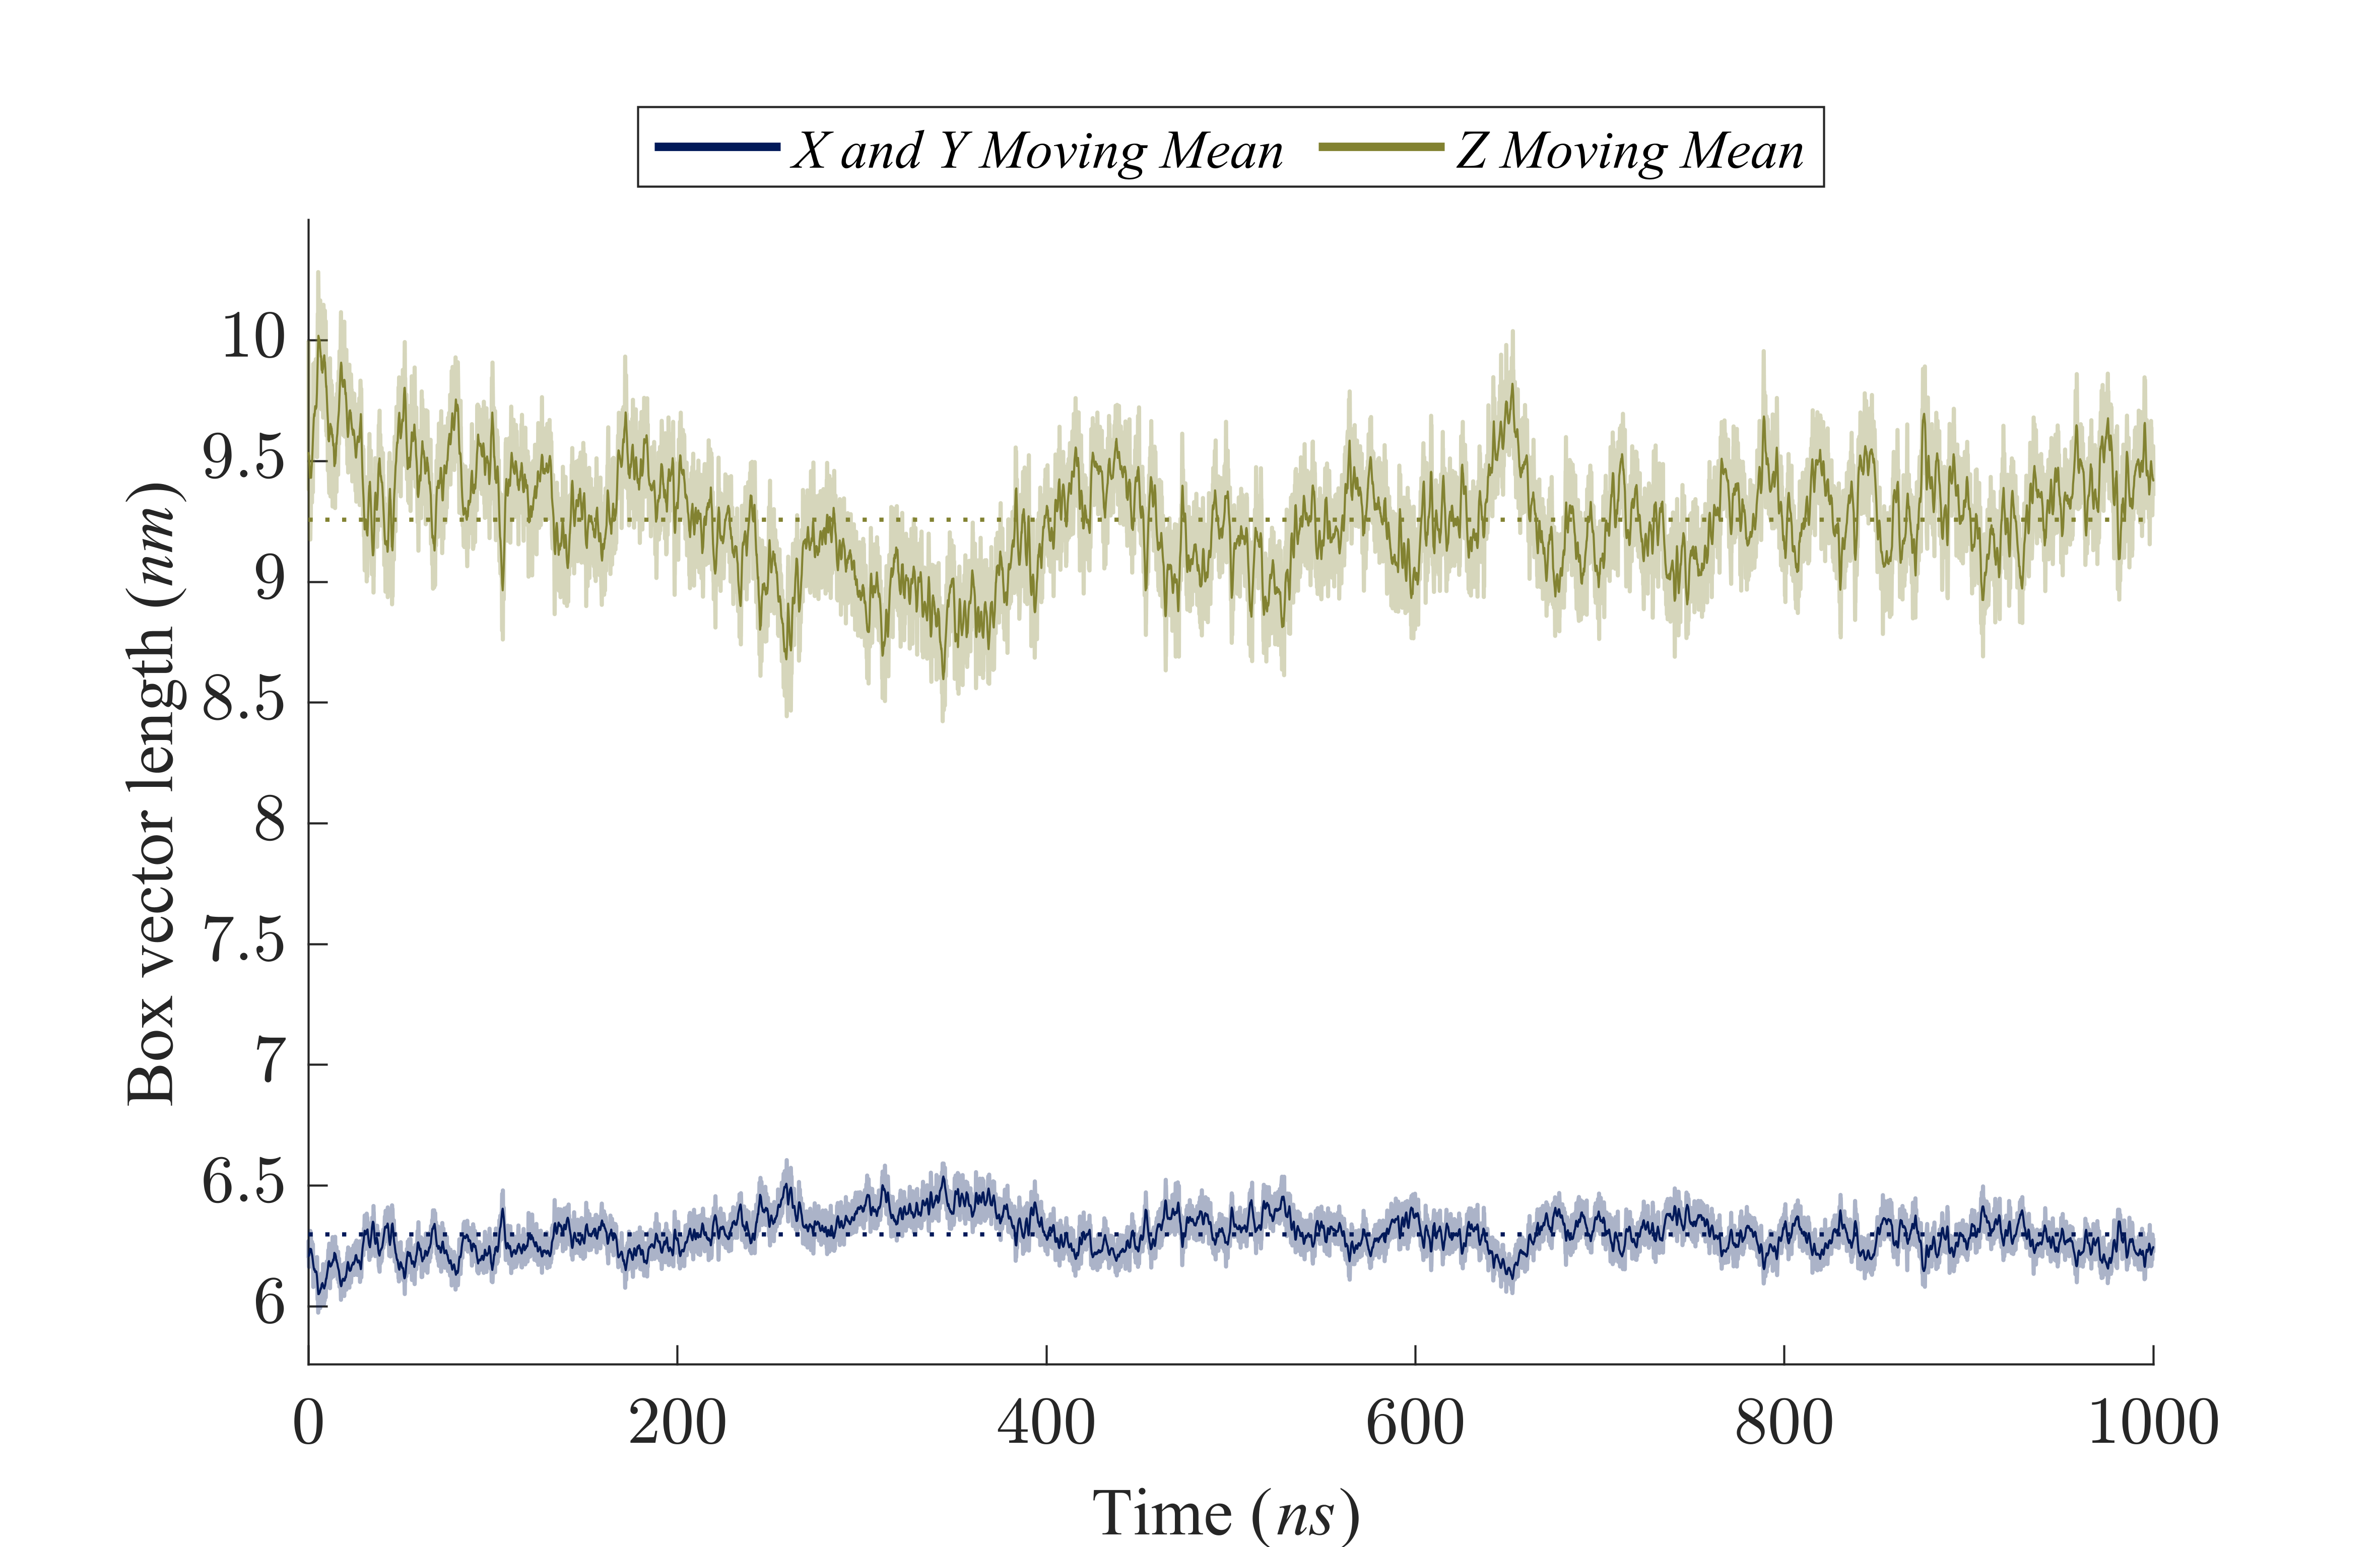 X and Y Moving Mean Z Moving Mean
Box vector length (nm)
10
9.5
9
8.5
8
7.5
7
6.5
6
0 200 400 600 800 1000
Time (ns)